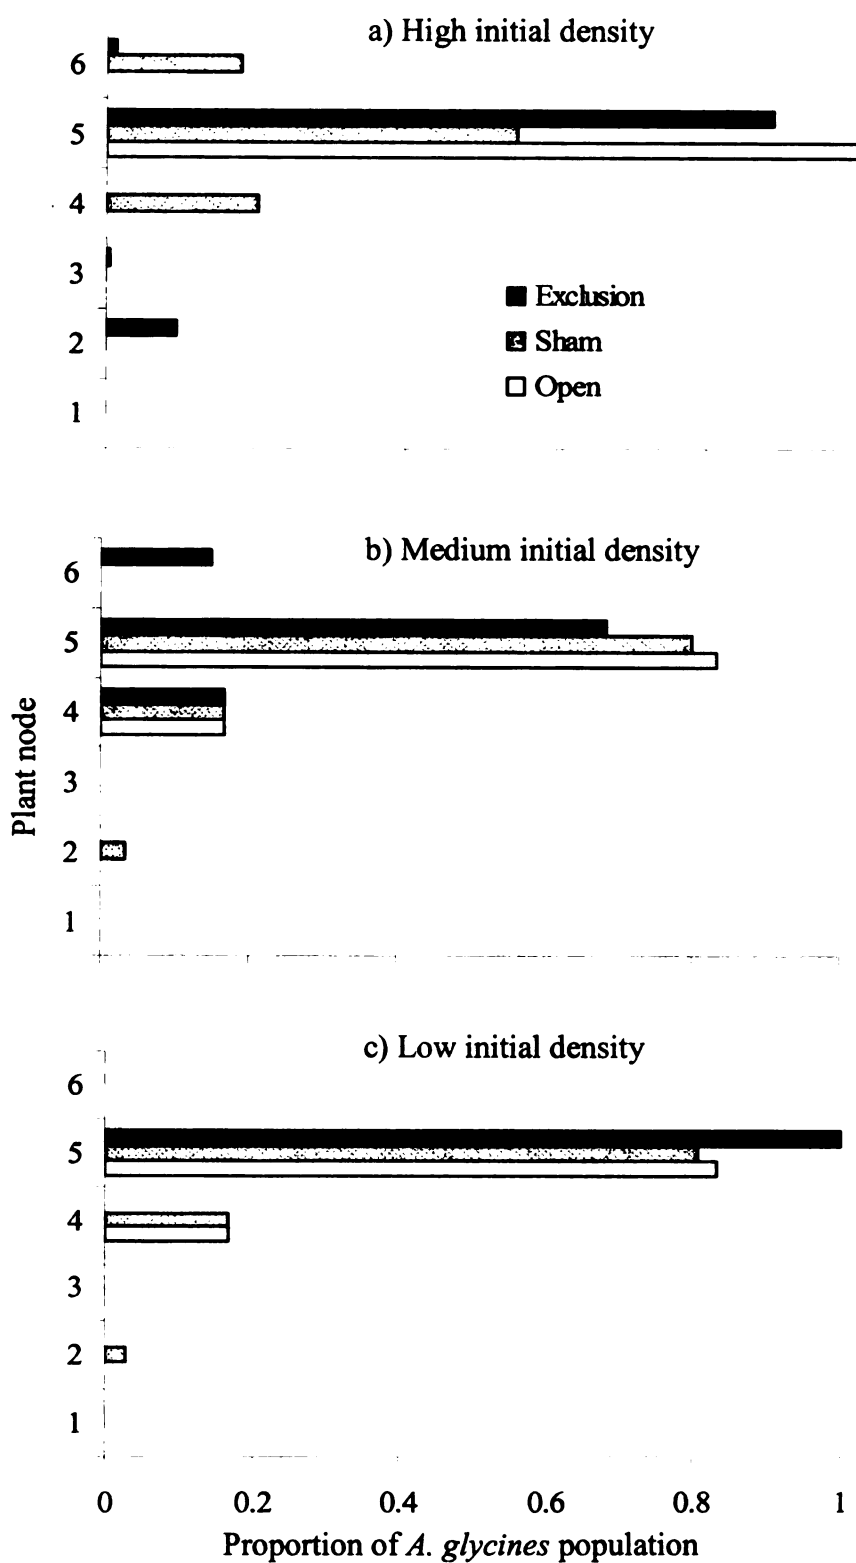 a) High initial density
6
5
4
3
2
1
Exclusion
Sham
Open
b) Medium initial density
6
5
4
3
2
1
Plant node
c) Low initial density
6
5
4
3
2
1
0 0.2 0.4 0.6 0.8 1
Proportion of A. glycines population